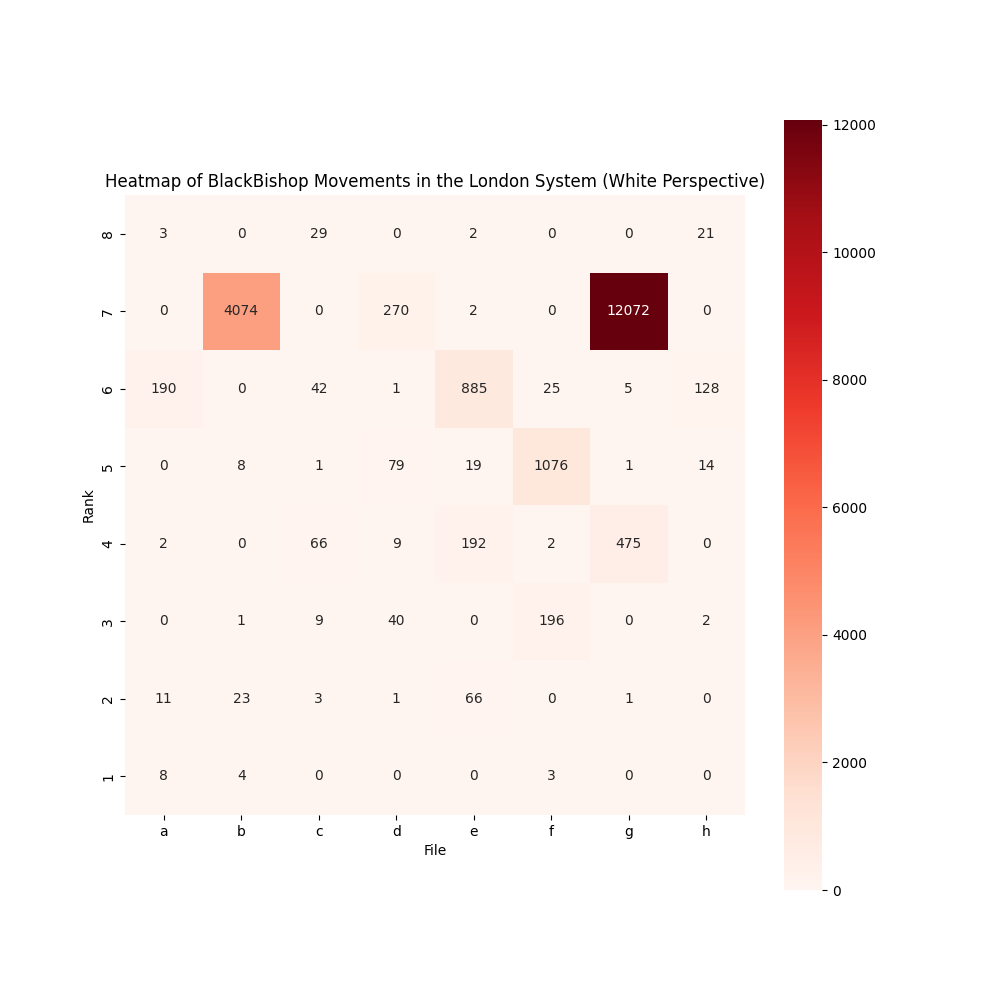 Heatmap of BlackBishop Movements in the London System (White Perspective)
8 3 0 29 0 2 0 0 21
7 0 4074 0 270 2 0 12072 0
6 190 0 42 1 885 25 5 128
5 0 8 1 79 19 1076 1 14
Rank
4 2 0 66 9 192 2 475 0
3 0 1 9 40 0 196 0 2
2 11 23 3 1 66 0 1 0
1 8 4 0 0 0 3 0 0
a b c d e f g h
File
12000
10000
8000
6000
4000
2000
0